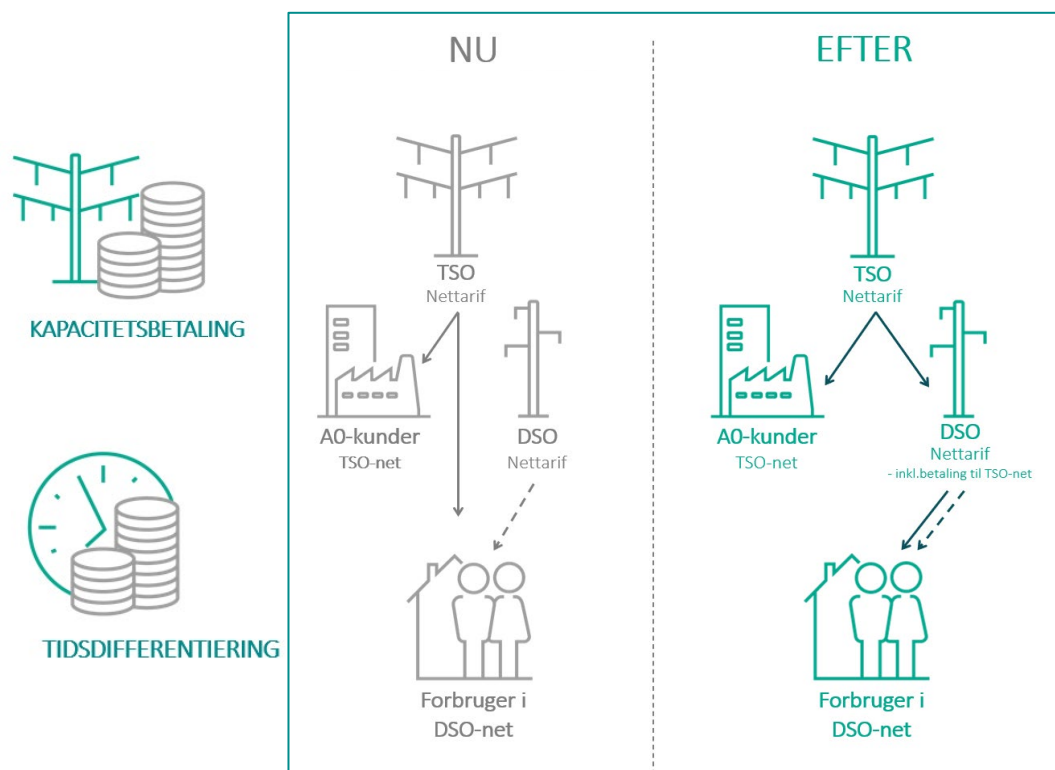 KAPACITETSBETALING
TIDSDIFFERENTIERING
NU
TSO
Nettarif
A0-kunder
TSO-net
DSO
Nettarif
Forbruger i
DSO-net
EFTER
TSO
Nettarif
A0-kunder
TSO-net
DSO
Nettarif
- inkl.betaling til TSO-net
Forbruger i
DSO-net